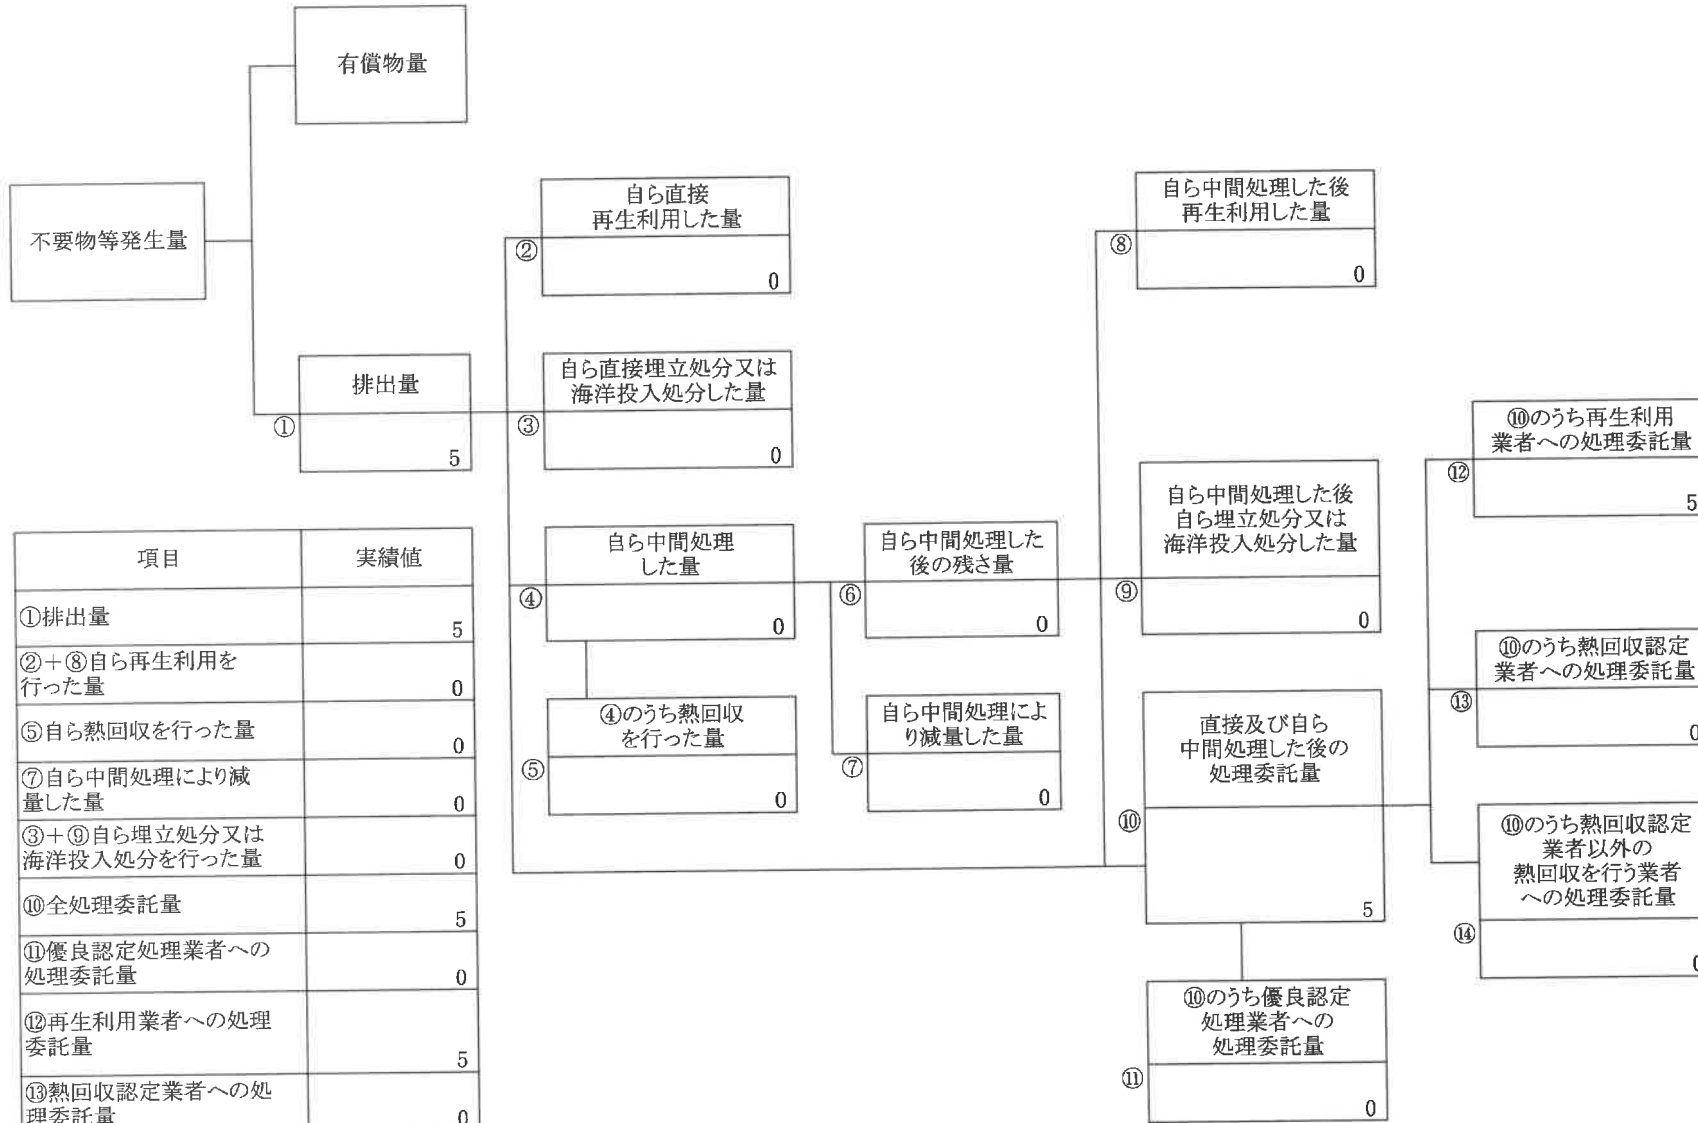 有償物量
不要物等発生量
排出量
①
5
自ら直接
再生利用した量
②
0
自ら直接埋立処分又は
海洋投入処分した量
③
0
自ら中間処理
した量
④
0
④のうち熱回収
を行った量
⑤
0
自ら中間処理した
後の残さ量
⑥
0
自ら中間処理によ
り減量した量
⑦
0
自ら中間処理した後
再生利用した量
⑧
0
自ら中間処理した後
自ら埋立処分又は
海洋投入処分した量
⑨
0
直接及び自ら
中間処理した後の
処理委託量
⑩
5
⑩のうち優良認定
処理業者への
処理委託量
⑪
0
⑩のうち再生利用
業者への処理委託量
⑫
5
⑩のうち熱回収認定
業者への処理委託量
⑬
0
⑩のうち熱回収認定
業者以外の
熱回収を行う業者
への処理委託量
⑭
0
項目 実績値
①排出量
5
②＋⑧自ら再生利用を
行った量 0
⑤自ら熱回収を行った量
0
⑦自ら中間処理により減
量した量 0
③＋⑨自ら埋立処分又は
海洋投入処分を行った量 0
⑩全処理委託量
5
⑪優良認定処理業者への
処理委託量 0
⑫再生利用業者への処理
委託量 5
⑬熱回収認定業者への処
理委託量 0